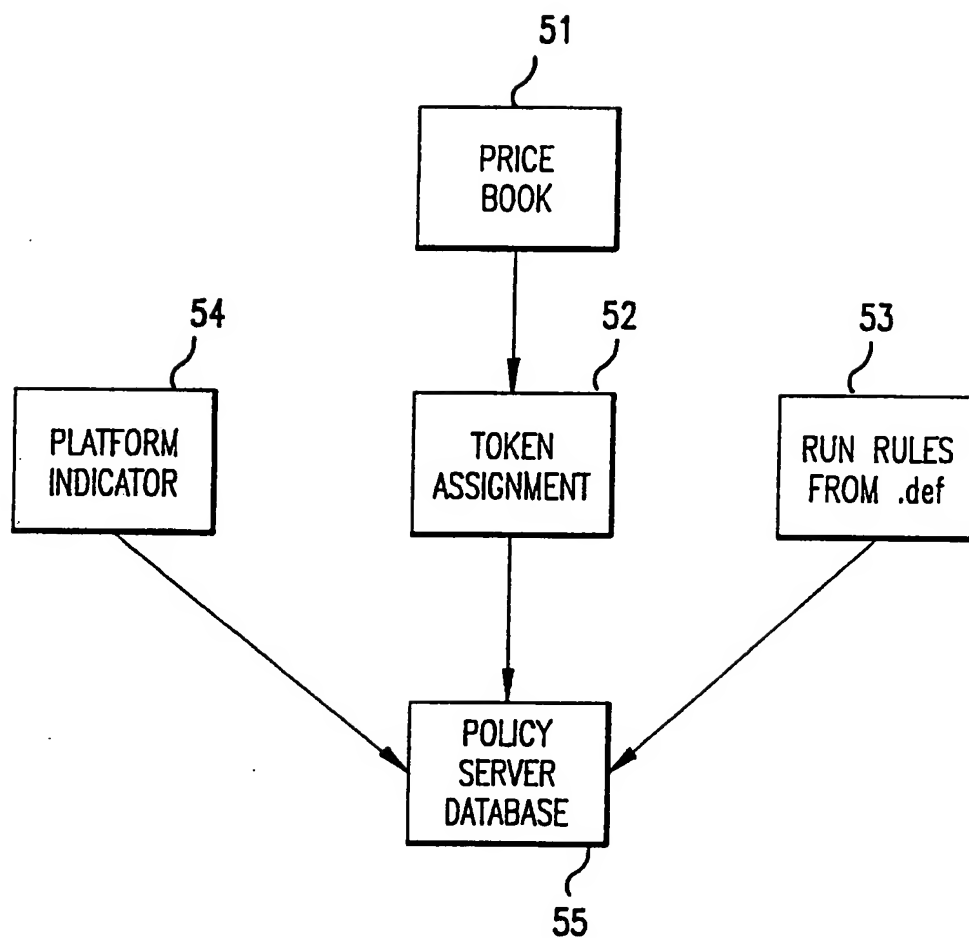 51
PRICE
BOOK
54
52
53
PLATFORM
INDICATOR
TOKEN
ASSIGNMENT
RUN RULES
FROM .def
POLICY
SERVER
DATABASE
55